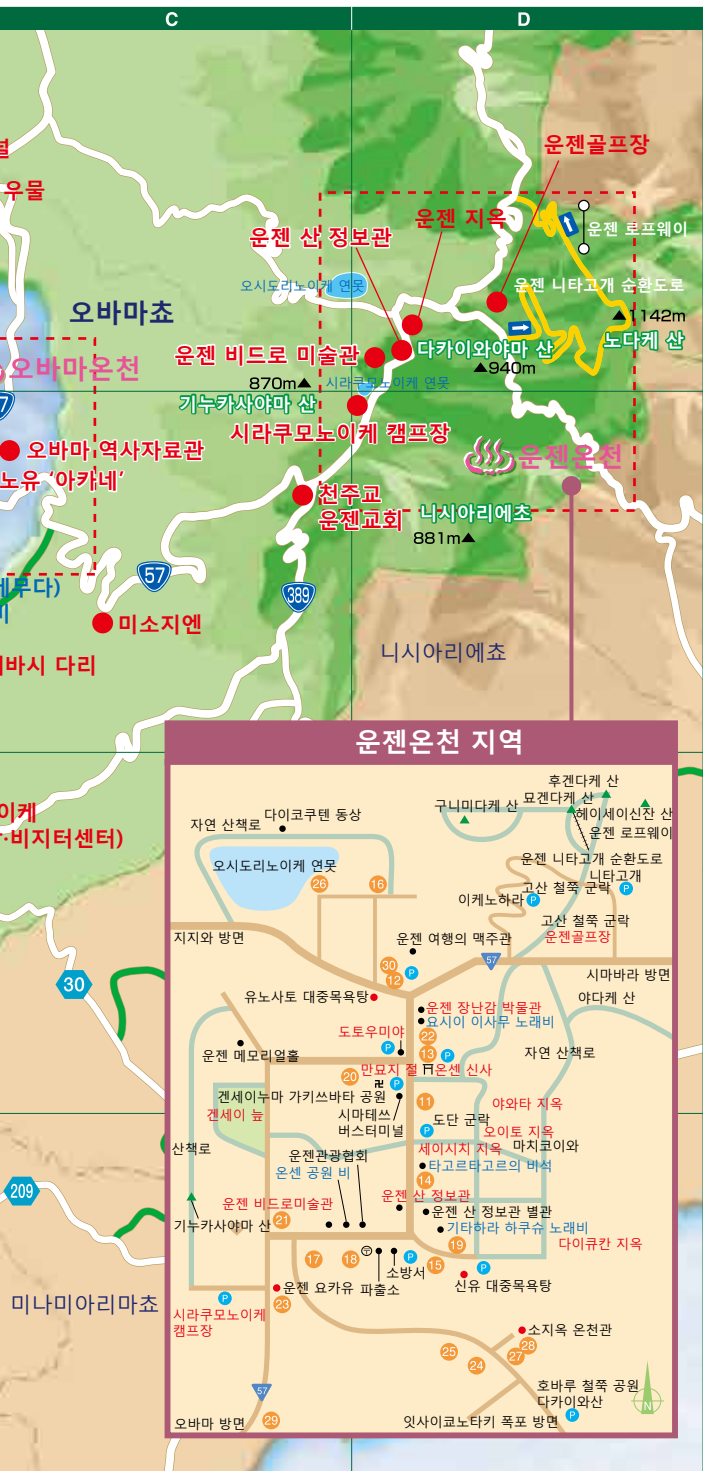 C
D
널
우물
운젠골프장
운젠 지옥
운젠 로프웨이
운젠 산 정보관
오시도리노이케 연못
운젠 니타고개 순환도로
오바마쵸
1142m
노다케 산
오바마온천
운젠 비드로 미술관
다카이와야마 산
940m
870m
시라쿠모노이케 연못
7
기누카사야마 산
시라쿠모노이케 캠프장
오바마 역사자료관
운젠온천
노유 '아카네'
천주교
운젠교회
니시아리에초
881m
57
389
미소지엔
니시아리에쵸
바시 다리
이케
·비지터센터)
30
209
미나미아리마쵸
운젠온천 지역
후겐다케 산
묘겐다케 산
구니미다케 산
헤이세이신잔 산
운젠 로프웨이
다이코쿠텐 동상
자연 산책로
오시도리노이케 연못
운젠 니타고개 순환도로
니타고개
고산 철쭉 군락
P
26
16
이케노하라
P
고산 철쭉 군락
운젠골프장
지지와 방면
운젠 여행의 맥주관
57
30
P
12
시마바라 방면
유노사토 대중목욕탕
야다케 산
운젠 장난감 박물관
요시이 이사무 노래비
도토우미야
22
P
13
P
운젠 메모리얼홀
자연 산책로
만묘지 절
온센 신사
20
卍
P
겐세이누마 가키쯔바타 공원
겐세이 늪
시마테쓰
버스터미널
11
야와타 지옥
도단 군락
P
오이토 지옥
산책로
세이시치 지옥
마치코이와
운젠관광협회
온센 공원 비
타고르타고르의 비석
14
운젠 비드로미술관
운젠 산 정보관
21
운젠 산 정보관 별관
기누카사야마 산
기타하라 하쿠슈 노래비
19
다이큐칸 지옥
17
18
P
15
P
소방서
파출소
신유 대중목욕탕
운젠 요카유
P
23
시라쿠모노이케
캠프장
소지옥 온천관
28
27
25
24
57
호바루 철쭉 공원
다카이와산
P
N
오바마 방면
29
잇사이쿄노타키 폭포 방면